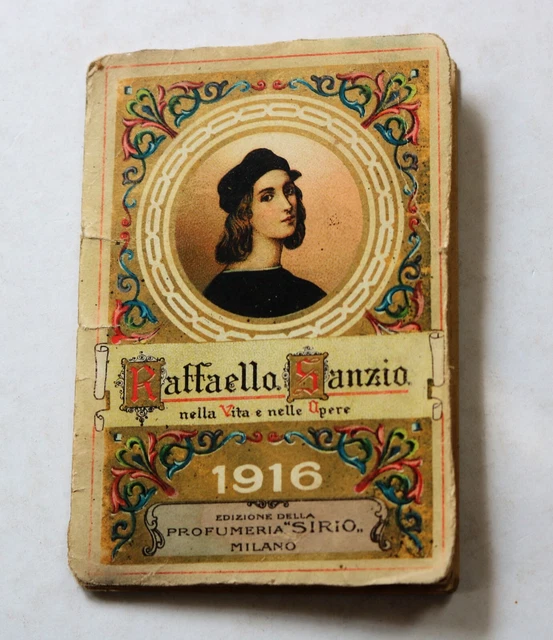 Raffaello Sanzio.
nella Vita e nelle Opere
1916
EDIZIONE DELLA
PROFUMERIA "SIRIO„
MILANO